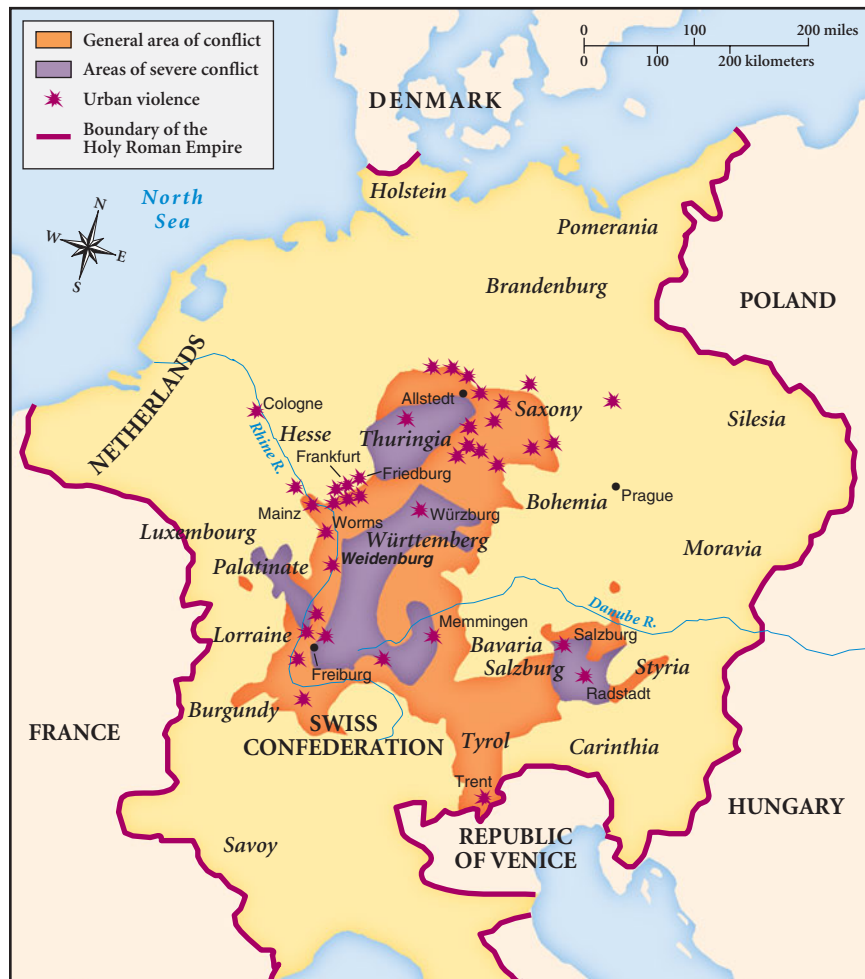 General area of conflict
Areas of severe conflict
Urban violence
Boundary of the
Holy Roman Empire
0 100 200 miles
0 100 200 kilometers
DENMARK
North
Sea
N
W
E
S
Holstein
Pomerania
Brandenburg
POLAND
NETHERLANDS
Cologne
Rhine R.
Hesse
Allstedt
Saxony
Thuringia
Silesia
Frankfurt
Friedburg
Bohemia
Prague
Mainz
Worms
Würzburg
Luxembourg
Württemberg
Moravia
Palatinate
Weidenburg
Danube R.
Lorraine
Memmingen
Bavaria
Salzburg
Salzburg
Styria
Freiburg
Radstadt
Burgundy
SWISS
CONFEDERATION
FRANCE
Tyrol
Carinthia
Trent
HUNGARY
REPUBLIC
OF VENICE
Savoy